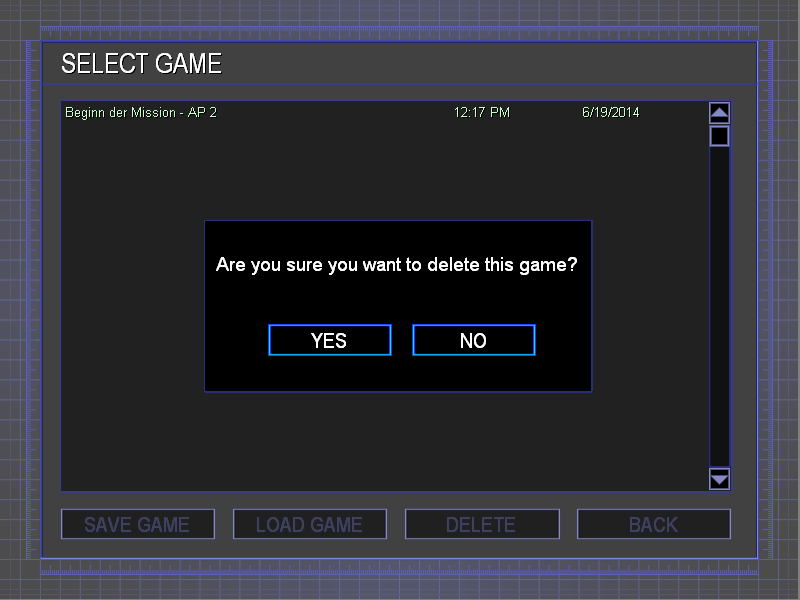 SELECT GAME
Beginn der Mission - AP 2 12:17 PM 6/19/2014
Are you sure you want to delete this game?
YES NO
SAVE GAME LOAD GAME DELETE BACK